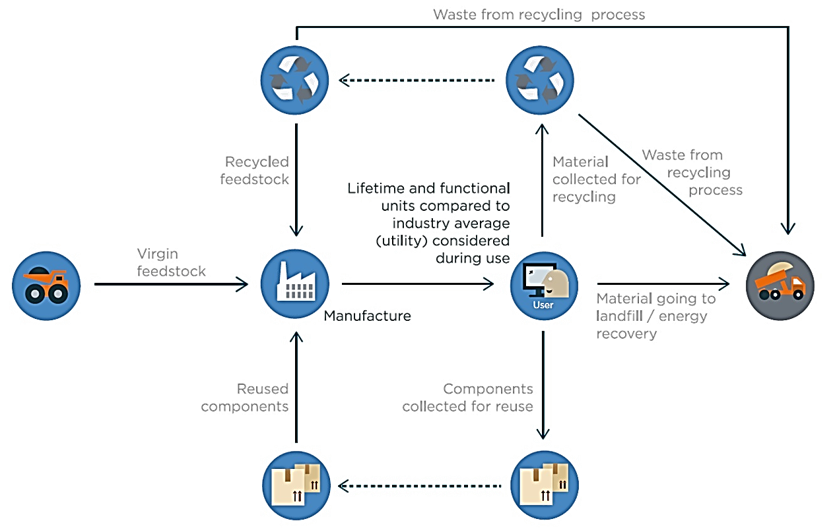 Waste from recycling process
Recycled
feedstock
Material
collected for
recycling
Waste from
recycling
process
Lifetime and functional
units compared to
industry average
(utility) considered
during use
Virgin
feedstock
Manufacture
User
Material going to
landfill / energy
recovery
Reused
components
Components
collected for reuse